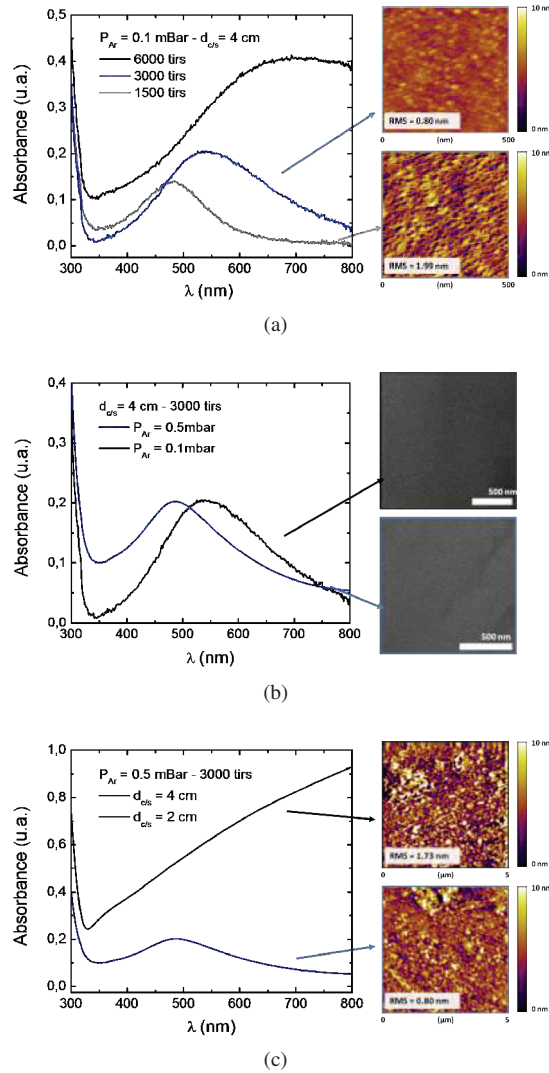 0,5
0,4
0,3
0,2
0,1
0,0
Absorbance (u.a.)
P_Ar = 0.1 mBar - d_c/s = 4 cm
6000 tirs
3000 tirs
1500 tirs
300 400 500 600 700 800
λ (nm)
RMS = 0.80 nm
0 (nm) 500
10 nm
0 nm
RMS = 1.99 nm
0 (nm) 500
10 nm
0 nm
(a)
0,4
0,3
0,2
0,1
0,0
Absorbance (u.a.)
d_c/s = 4 cm - 3000 tirs
P_Ar = 0.5mbar
P_Ar = 0.1mbar
300 400 500 600 700 800
λ (nm)
500 nm
500 nm
(b)
1,0
0,8
0,6
0,4
0,2
0,0
Absorbance (u.a.)
P_Ar = 0.5 mBar - 3000 tirs
d_c/s = 4 cm
d_c/s = 2 cm
300 400 500 600 700 800
λ (nm)
RMS = 1.73 nm
0 (µm) 5
10 nm
0 nm
RMS = 0.80 nm
0 (µm) 5
10 nm
0 nm
(c)